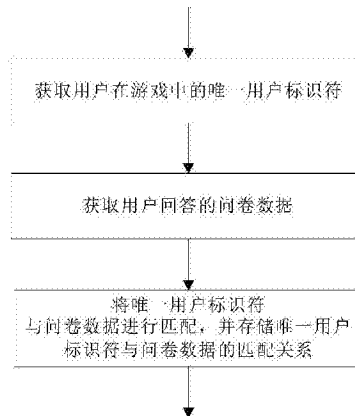 获取用户在游戏中的唯一用户标识符
获取用户回答的问卷数据
将唯一用户标识符
与问卷数据进行匹配，并存储唯一用户
标识符与问卷数据的匹配关系